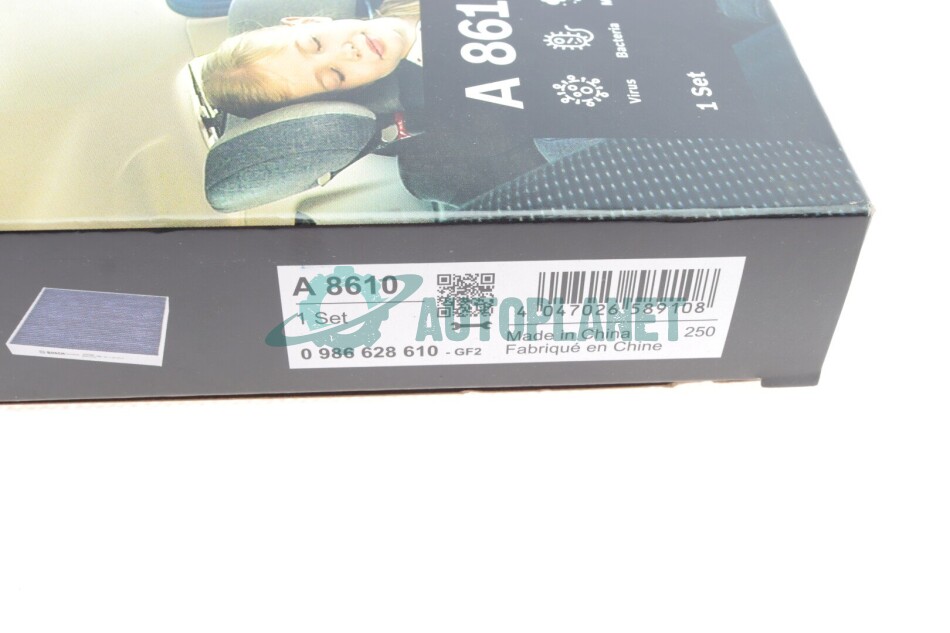 A 861
Virus
Bacteria
1 Set
A 8610
1 Set
0 986 628 610 - GF2
4 047026 589108
Made in China 250
Fabriqué en Chine
AUTOPLANET
BOSCH